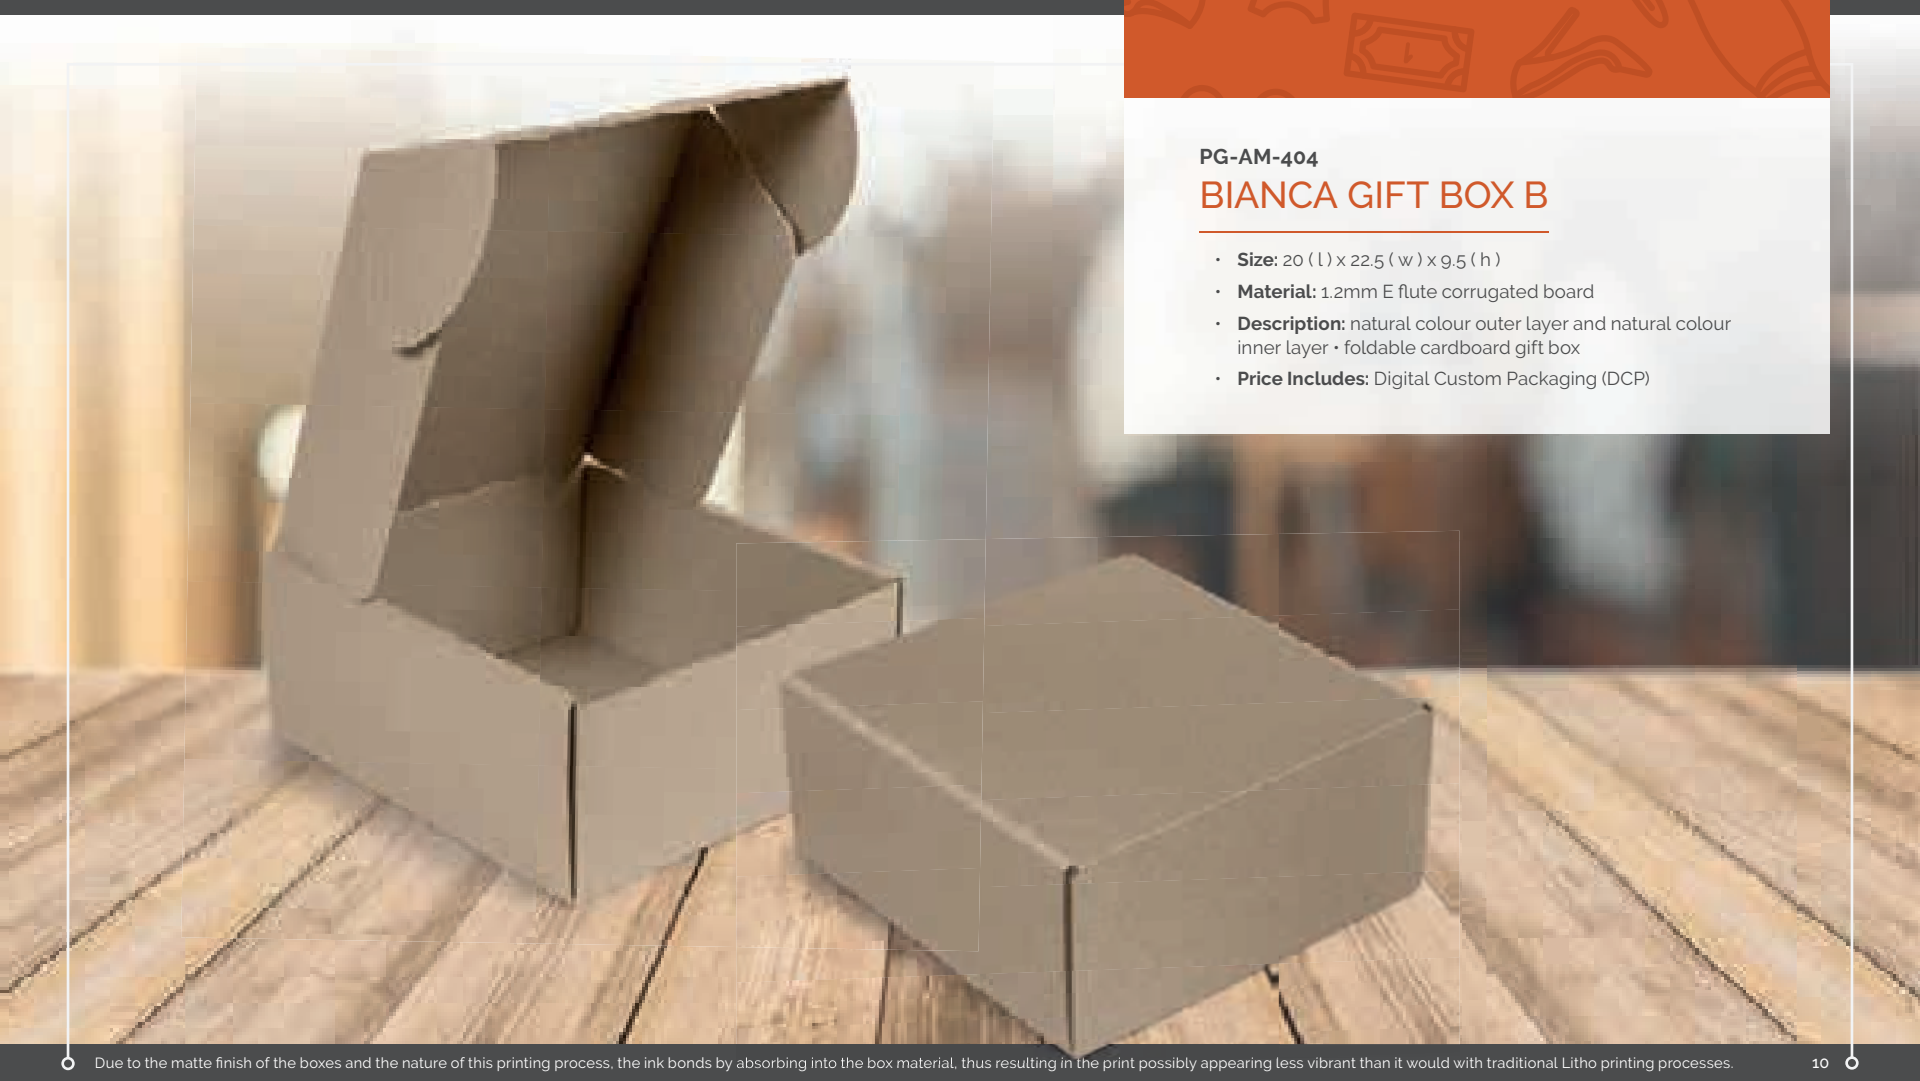 PG-AM-404
BIANCA GIFT BOX B
• Size: 20 ( l ) x 22.5 ( w ) x 9.5 ( h )
• Material: 1.2mm E flute corrugated board
• Description: natural colour outer layer and natural colour
inner layer • foldable cardboard gift box
• Price Includes: Digital Custom Packaging (DCP)
Due to the matte finish of the boxes and the nature of this printing process, the ink bonds by absorbing into the box material, thus resulting in the print possibly appearing less vibrant than it would with traditional Litho printing processes.
10